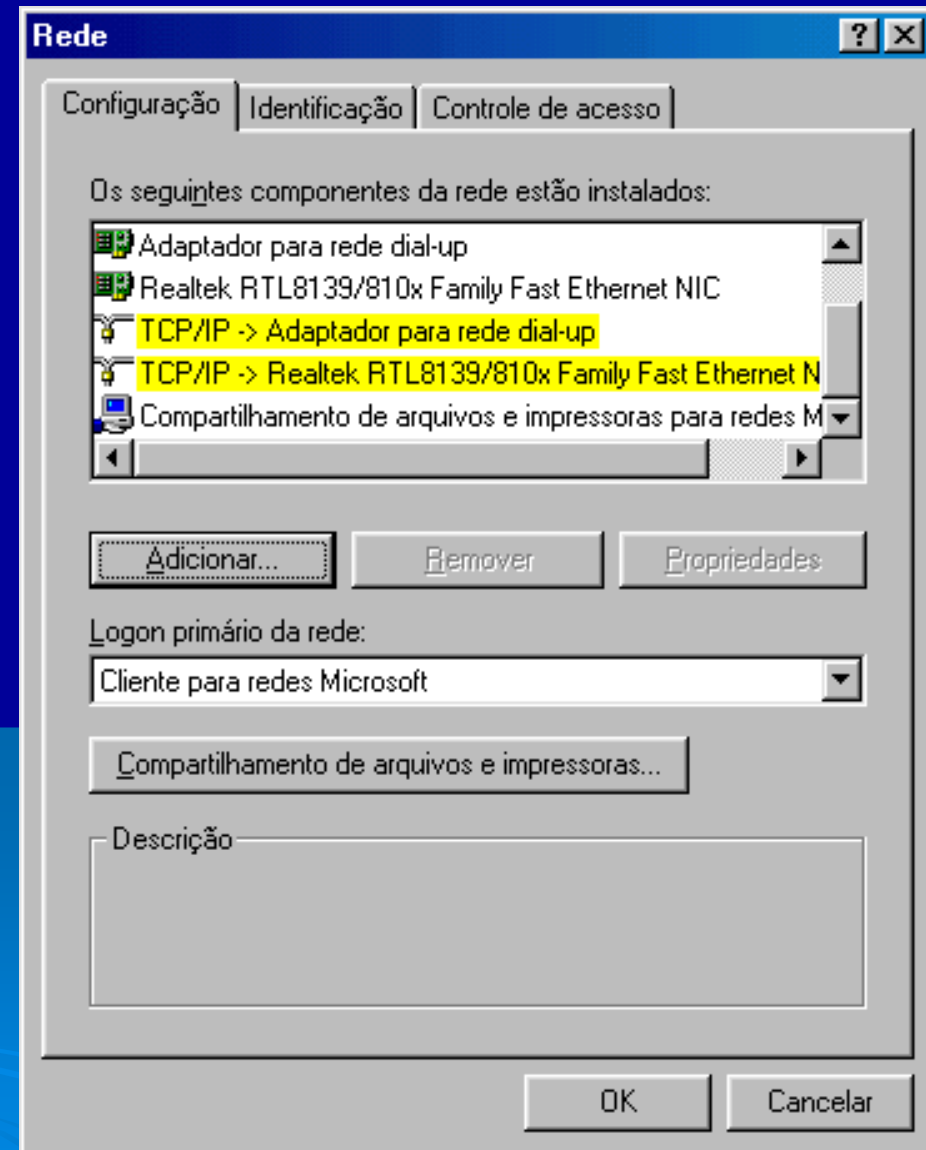 Rede
Configuração Identificação Controle de acesso
Os seguintes componentes da rede estão instalados:
Adaptador para rede dial-up
Realtek RTL8139/810x Family Fast Ethernet NIC
TCP/IP -> Adaptador para rede dial-up
TCP/IP -> Realtek RTL8139/810x Family Fast Ethernet N
Compartilhamento de arquivos e impressoras para redes M
Adicionar... Remover Propriedades
Logon primário da rede:
Cliente para redes Microsoft
Compartilhamento de arquivos e impressoras...
Descrição
OK Cancelar